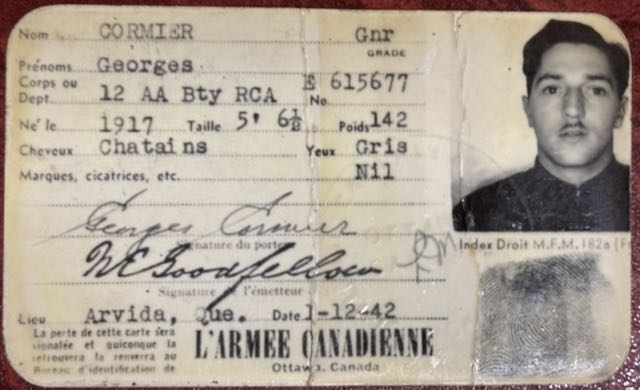 Nom CORMIER Gnr
GRADE
Prénoms Georges
Corps ou Dept. 12 AA Bty RCA No E 615677
Né le 1917 Taille 5' 6½ Poids 142
Cheveux Chatains Yeux Gris
Marques, cicatrices, etc. Nil
Georges Cormier
Signature du porteur
Index Droit M.F.M. 182a (F
Signature de l'émetteur
Lieu Arvida, Que. Date 1-12-42
La perte de cette carte sera
signalée et quiconque la
retrouvera la renverra au
Bureau d'identification de
L'ARMEE CANADIENNE
Ottawa, Canada